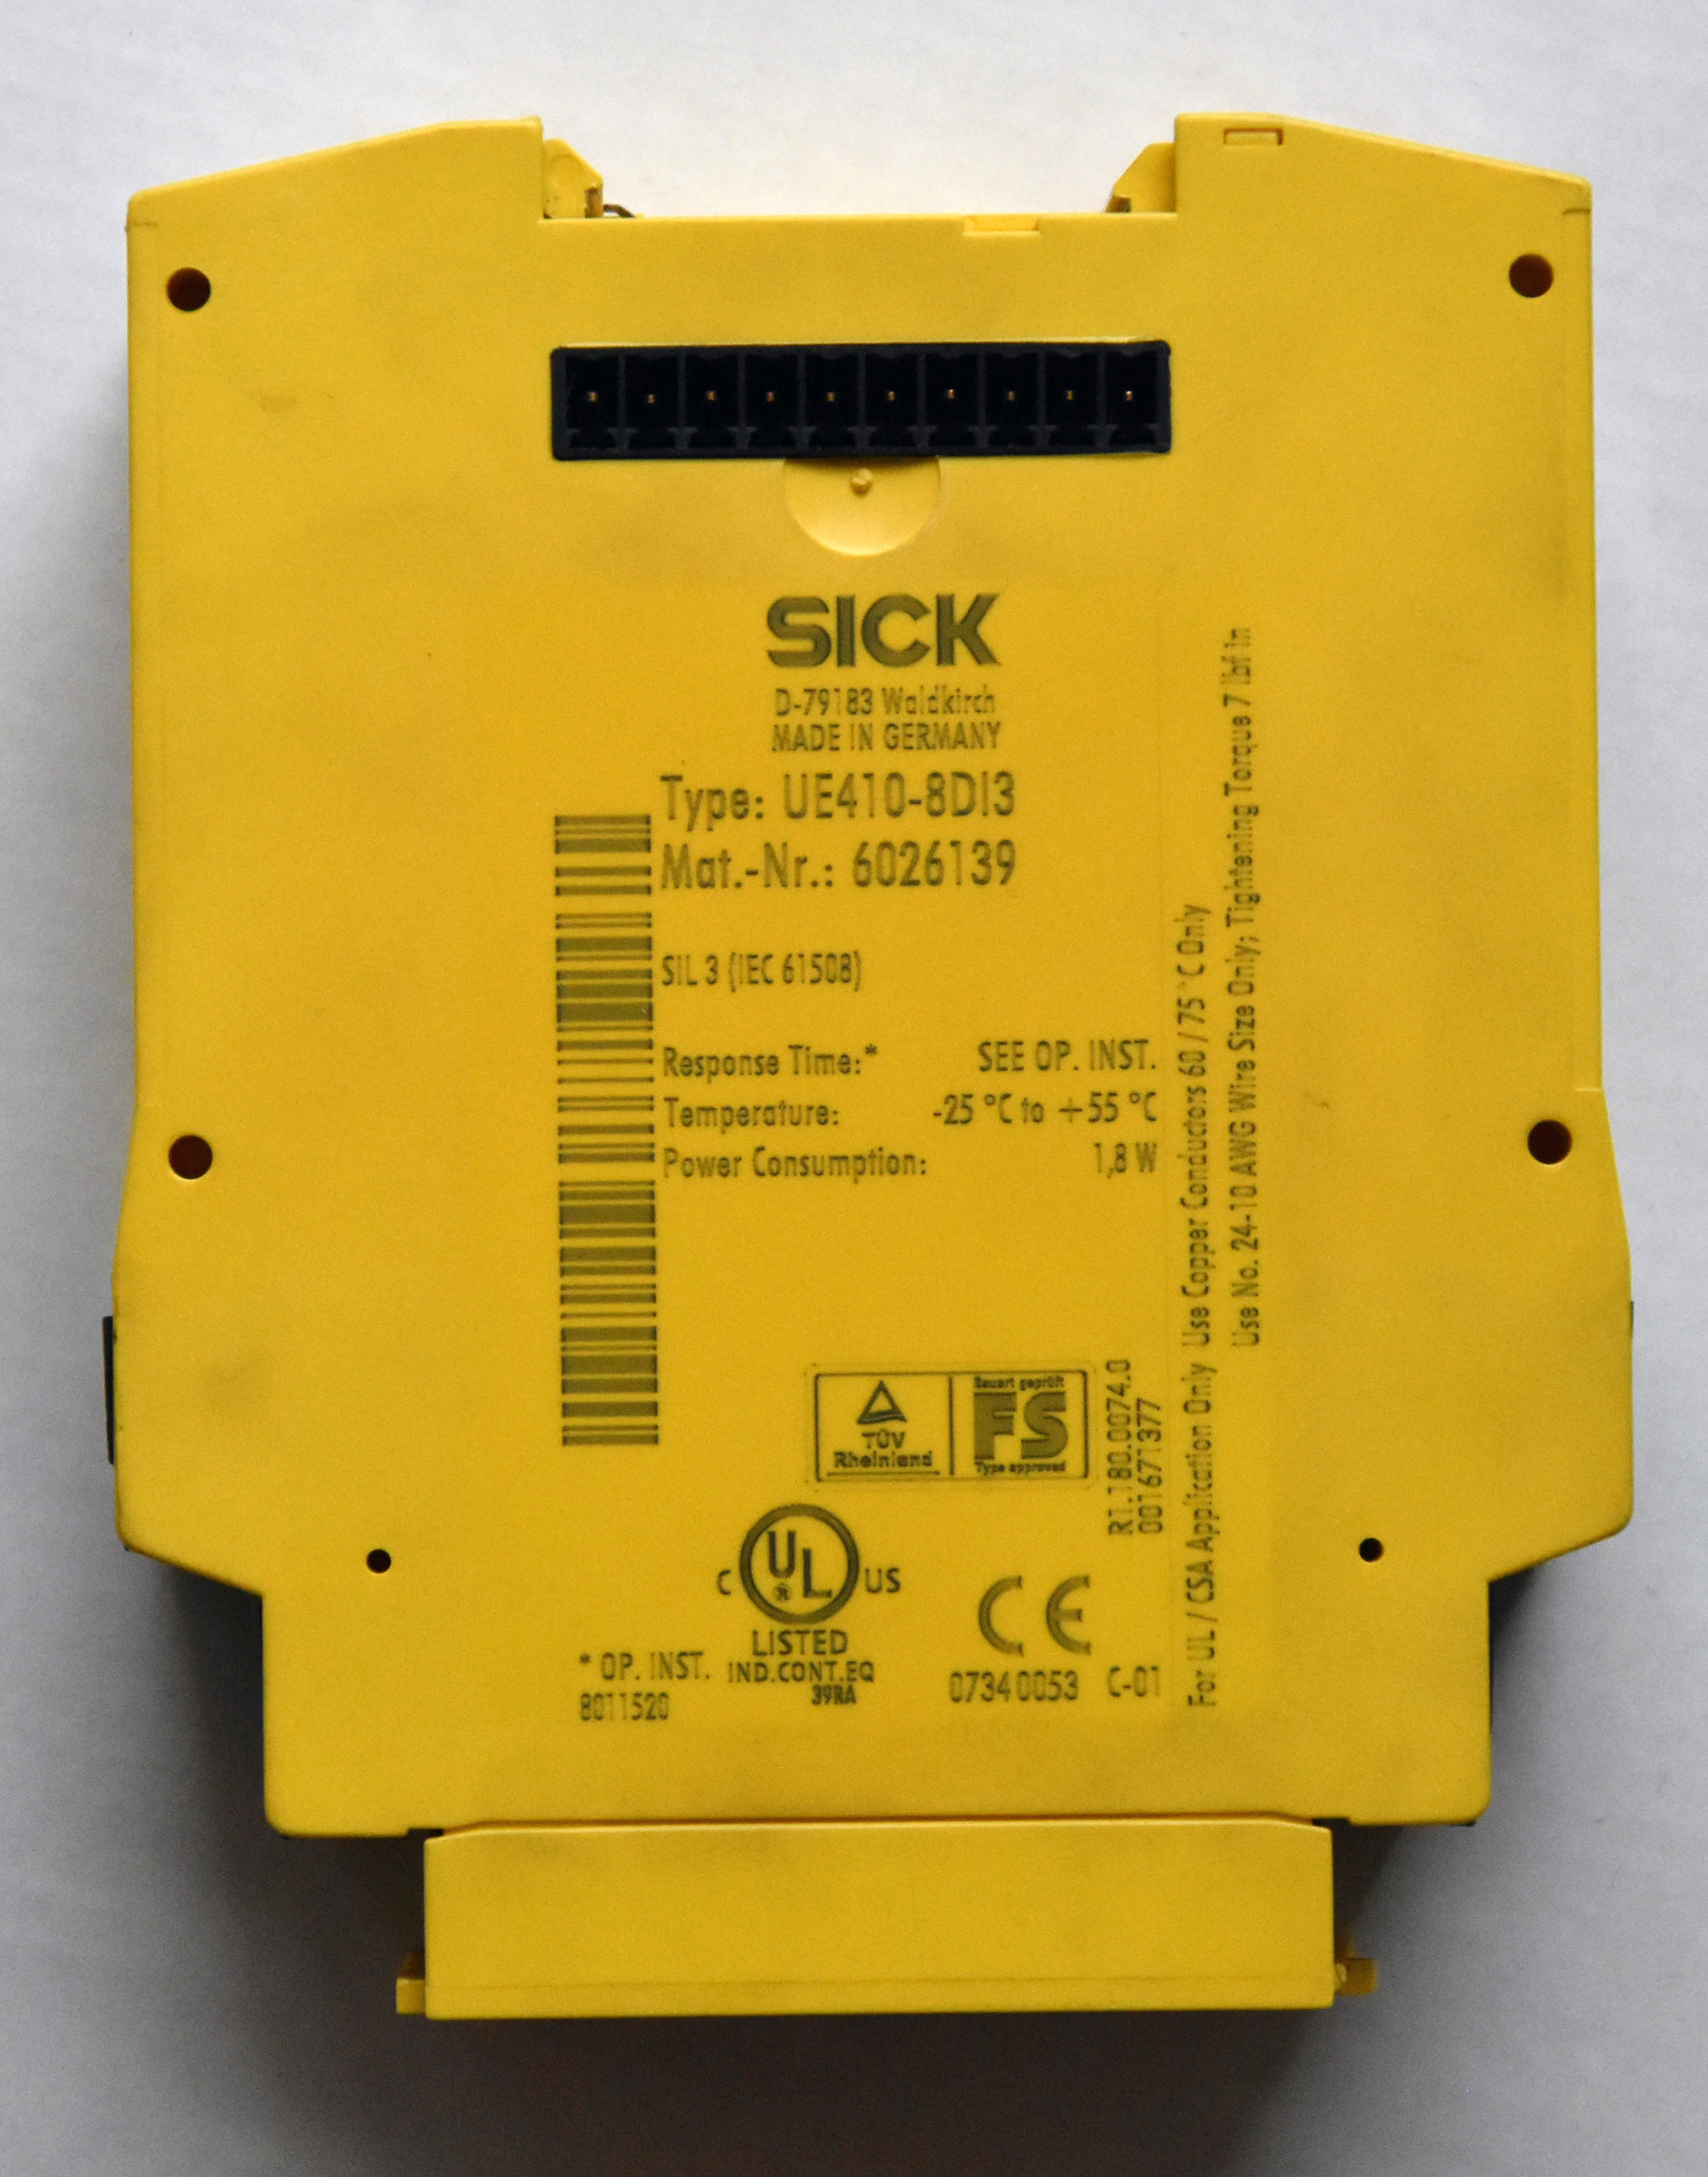 SICK
D-79183 Waldkirch
MADE IN GERMANY
Type: UE410-8DI3
Mat.-Nr.: 6026139
SIL 3 (IEC 61508)
Response Time:* SEE OP. INST.
Temperature: -25 °C to +55 °C
Power Consumption: 1,8 W
TÜV
Rheinland
Bauart geprüft
FS
Type approved
R1.180.0074.0
001671377
C UL ® US
LISTED
IND.CONT.EQ
39RA
* OP. INST.
8011520
CE
07340053 C-01
For UL / CSA Application Only Use Copper Conductors 60 / 75 °C Only
Use No. 24-10 AWG Wire Size Only; Tightening Torque 7 lbf in